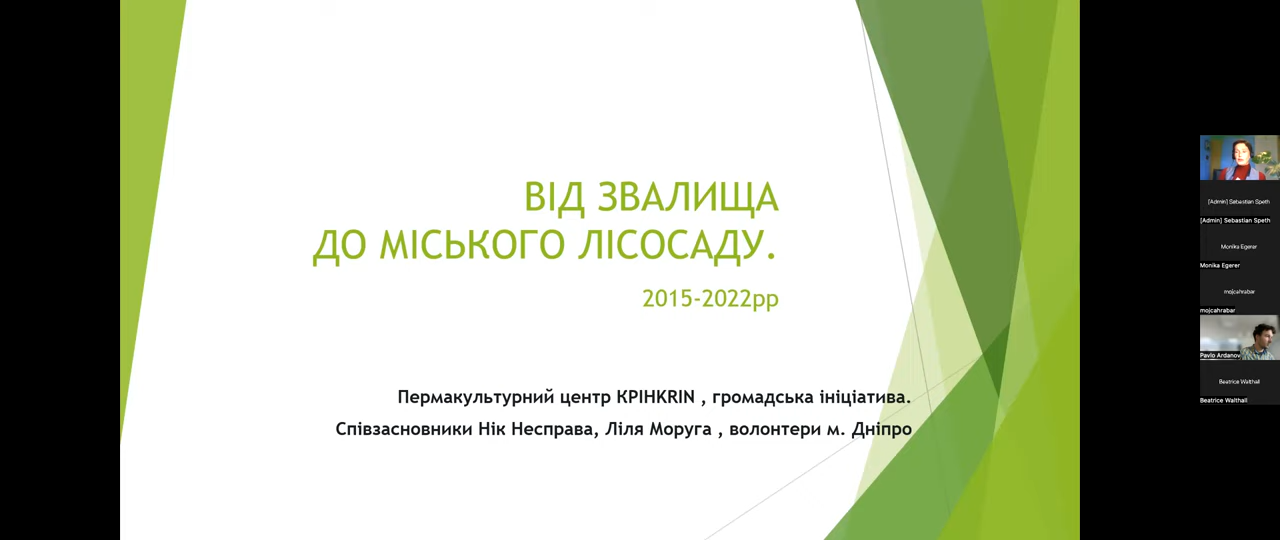 ВІД ЗВАЛИЩА
ДО МІСЬКОГО ЛІСОСАДУ.
2015-2022рр
Пермакультурний центр КРІНKRIN , громадська ініціатива.
Співзасновники Нік Несправа, Ліля Моруга , волонтери м. Дніпро
[Admin] Sebastian Speth
[Admin] Sebastian Speth
Monika Egerer
Monika Egerer
mojcahrabar
mojcahrabar
Pavlo Ardanov
Beatrice Walthall
Beatrice Walthall